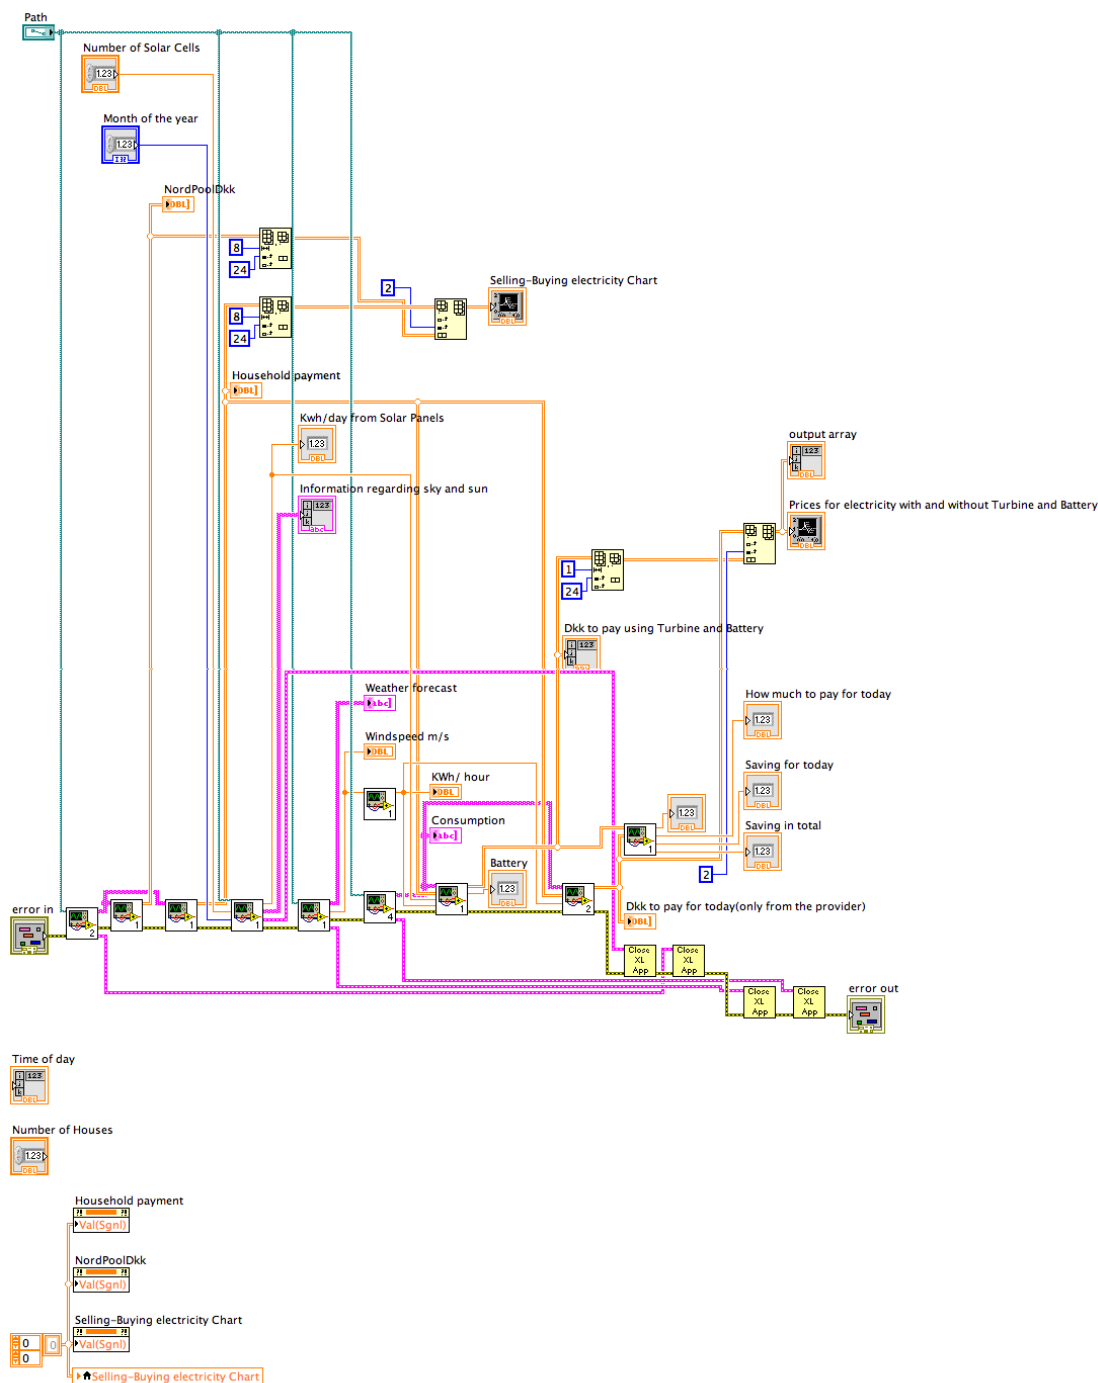 Path
Number of Solar Cells
1.23
DBL
Month of the year
1.23
I32
NordPoolDkk
DBL]
8
24
Selling-Buying electricity Chart
2
DBL
8
24
Household payment
DBL]
Kwh/day from Solar Panels
1.23
DBL
output array
123
DBL
Information regarding sky and sun
123
abc
Prices for electricity with and without Turbine and Battery
DBL
1
24
Dkk to pay using Turbine and Battery
123
Weather forecast
abc]
How much to pay for today
1.23
DBL
Windspeed m/s
DBL
Saving for today
1.23
DBL
KWh/ hour
DBL
1
1.23
DBL
Consumption
abc]
Saving in total
1.23
DBL
1
Battery
1.23
DBL
2
error in
2
1
1
1
1
4
1
2
Dkk to pay for today(only from the provider)
DBL]
Close
XL
App
Close
XL
App
Close
XL
App
Close
XL
App
error out
Time of day
123
DBL
Number of Houses
1.23
DBL
Household payment
Val(Sgnl)
NordPoolDkk
Val(Sgnl)
Selling-Buying electricity Chart
Val(Sgnl)
0
0
0
Selling-Buying electricity Chart